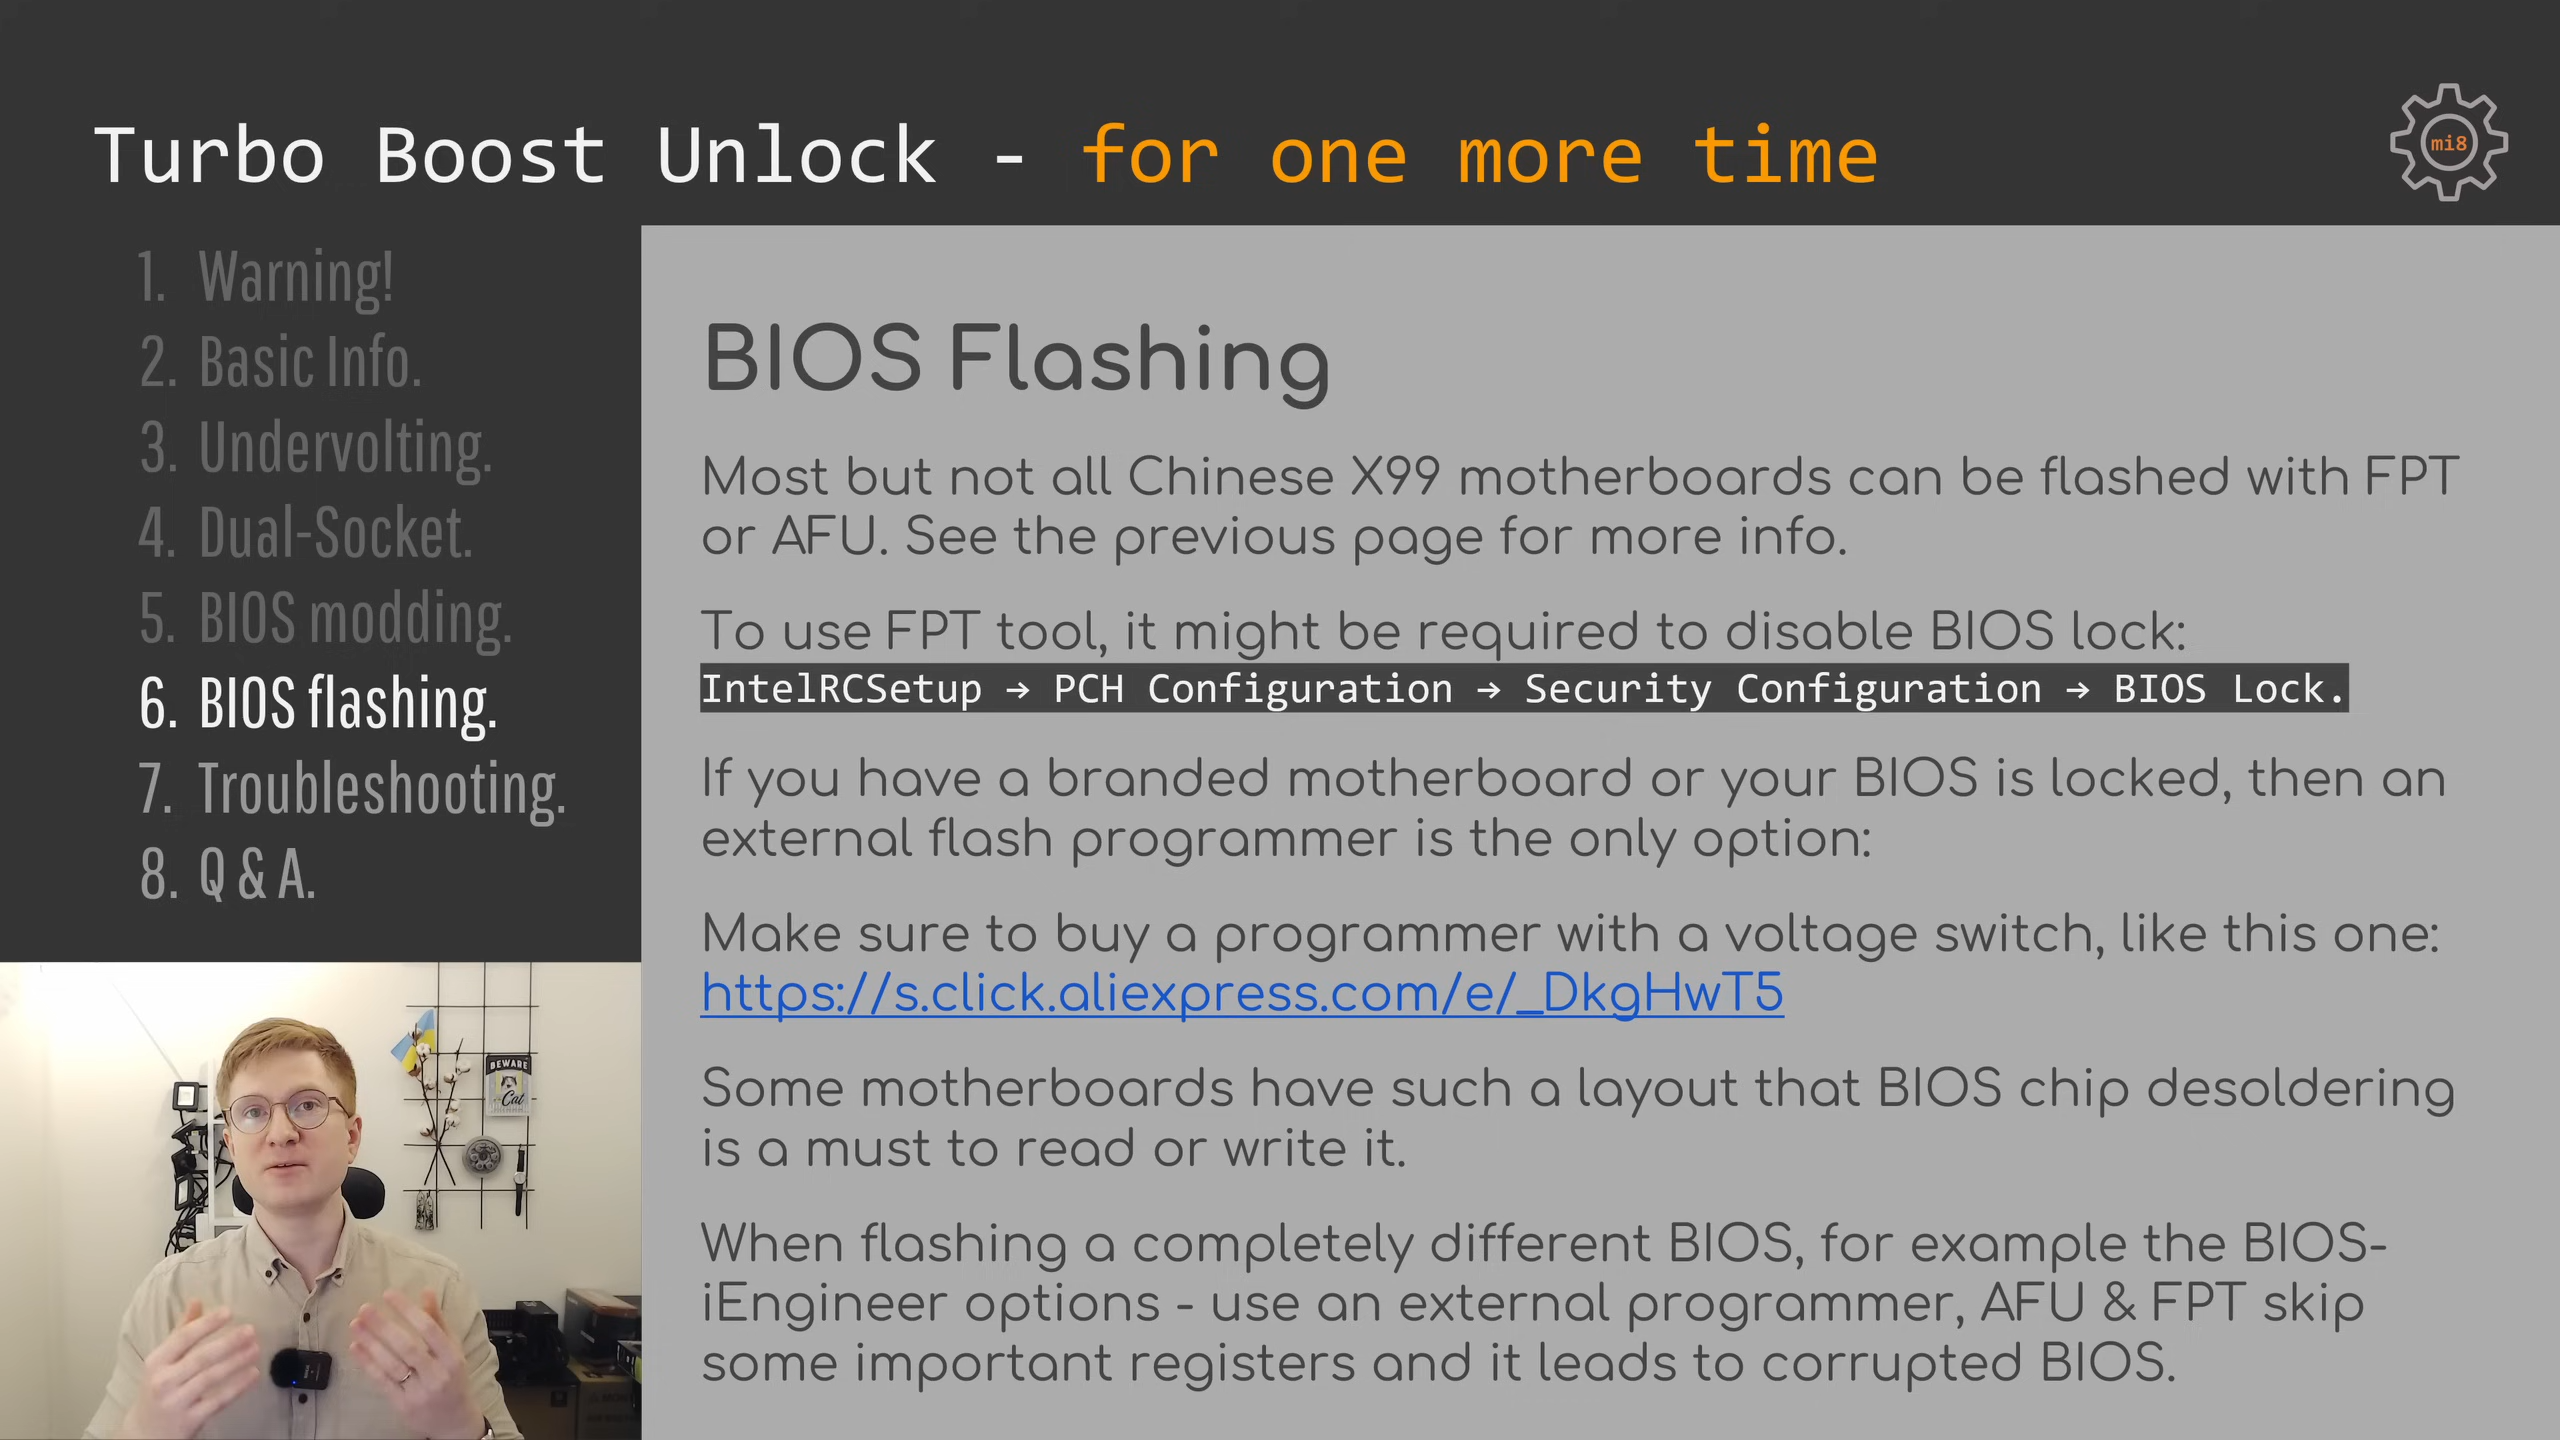 Turbo Boost Unlock - for one more time
mi8
1. Warning!
2. Basic Info.
3. Undervolting.
4. Dual-Socket.
5. BIOS modding.
6. BIOS flashing.
7. Troubleshooting.
8. Q & A.
BIOS Flashing
Most but not all Chinese X99 motherboards can be flashed with FPT
or AFU. See the previous page for more info.
To use FPT tool, it might be required to disable BIOS lock:
IntelRCSetup → PCH Configuration → Security Configuration → BIOS Lock.
If you have a branded motherboard or your BIOS is locked, then an
external flash programmer is the only option:
Make sure to buy a programmer with a voltage switch, like this one:
https://s.click.aliexpress.com/e/_DkgHwT5
Some motherboards have such a layout that BIOS chip desoldering
is a must to read or write it.
When flashing a completely different BIOS, for example the BIOS-
iEngineer options - use an external programmer, AFU & FPT skip
some important registers and it leads to corrupted BIOS.
BEWARE
Cat